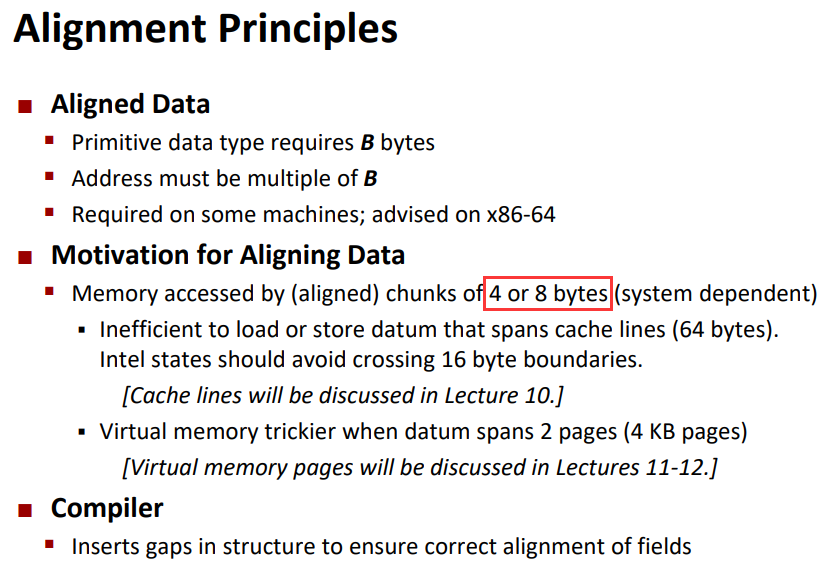 Alignment Principles
Aligned Data
Primitive data type requires B bytes
Address must be multiple of B
Required on some machines; advised on x86-64
Motivation for Aligning Data
Memory accessed by (aligned) chunks of 4 or 8 bytes (system dependent)
Inefficient to load or store datum that spans cache lines (64 bytes).
Intel states should avoid crossing 16 byte boundaries.
[Cache lines will be discussed in Lecture 10.]
Virtual memory trickier when datum spans 2 pages (4 KB pages)
[Virtual memory pages will be discussed in Lectures 11-12.]
Compiler
Inserts gaps in structure to ensure correct alignment of fields